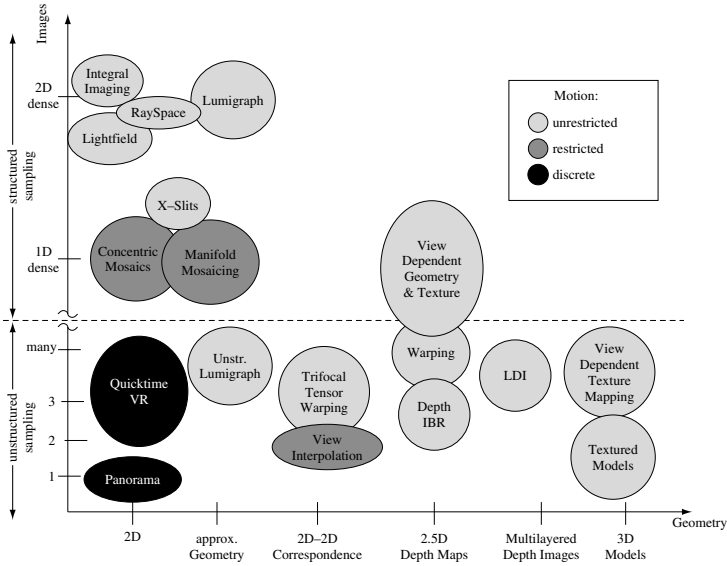 Images
structured
sampling
unstructured
sampling
2D
dense
1D
dense
many
3
2
1
Integral
Imaging
RaySpace
Lumigraph
Lightfield
X–Slits
Concentric
Mosaics
Manifold
Mosaicing
View
Dependent
Geometry
& Texture
Motion:
unrestricted
restricted
discrete
Quicktime
VR
Unstr.
Lumigraph
Trifocal
Tensor
Warping
View
Interpolation
Warping
Depth
IBR
LDI
View
Dependent
Texture
Mapping
Textured
Models
Panorama
Geometry
2D
approx.
Geometry
2D–2D
Correspondence
2.5D
Depth Maps
Multilayered
Depth Images
3D
Models